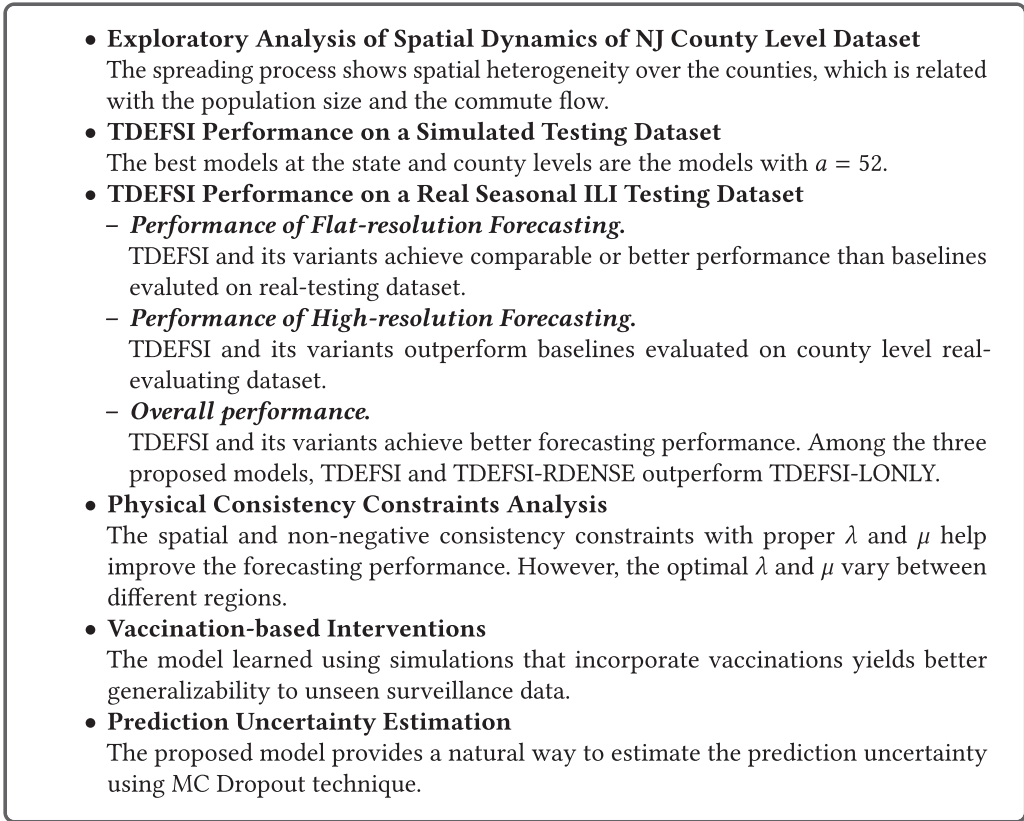 • Exploratory Analysis of Spatial Dynamics of NJ County Level Dataset
The spreading process shows spatial heterogeneity over the counties, which is related
with the population size and the commute flow.
• TDEFSI Performance on a Simulated Testing Dataset
The best models at the state and county levels are the models with a = 52.
• TDEFSI Performance on a Real Seasonal ILI Testing Dataset
– Performance of Flat-resolution Forecasting.
TDEFSI and its variants achieve comparable or better performance than baselines
evaluted on real-testing dataset.
– Performance of High-resolution Forecasting.
TDEFSI and its variants outperform baselines evaluated on county level real-
evaluating dataset.
– Overall performance.
TDEFSI and its variants achieve better forecasting performance. Among the three
proposed models, TDEFSI and TDEFSI-RDENSE outperform TDEFSI-LONLY.
• Physical Consistency Constraints Analysis
The spatial and non-negative consistency constraints with proper λ and μ help
improve the forecasting performance. However, the optimal λ and μ vary between
different regions.
• Vaccination-based Interventions
The model learned using simulations that incorporate vaccinations yields better
generalizability to unseen surveillance data.
• Prediction Uncertainty Estimation
The proposed model provides a natural way to estimate the prediction uncertainty
using MC Dropout technique.